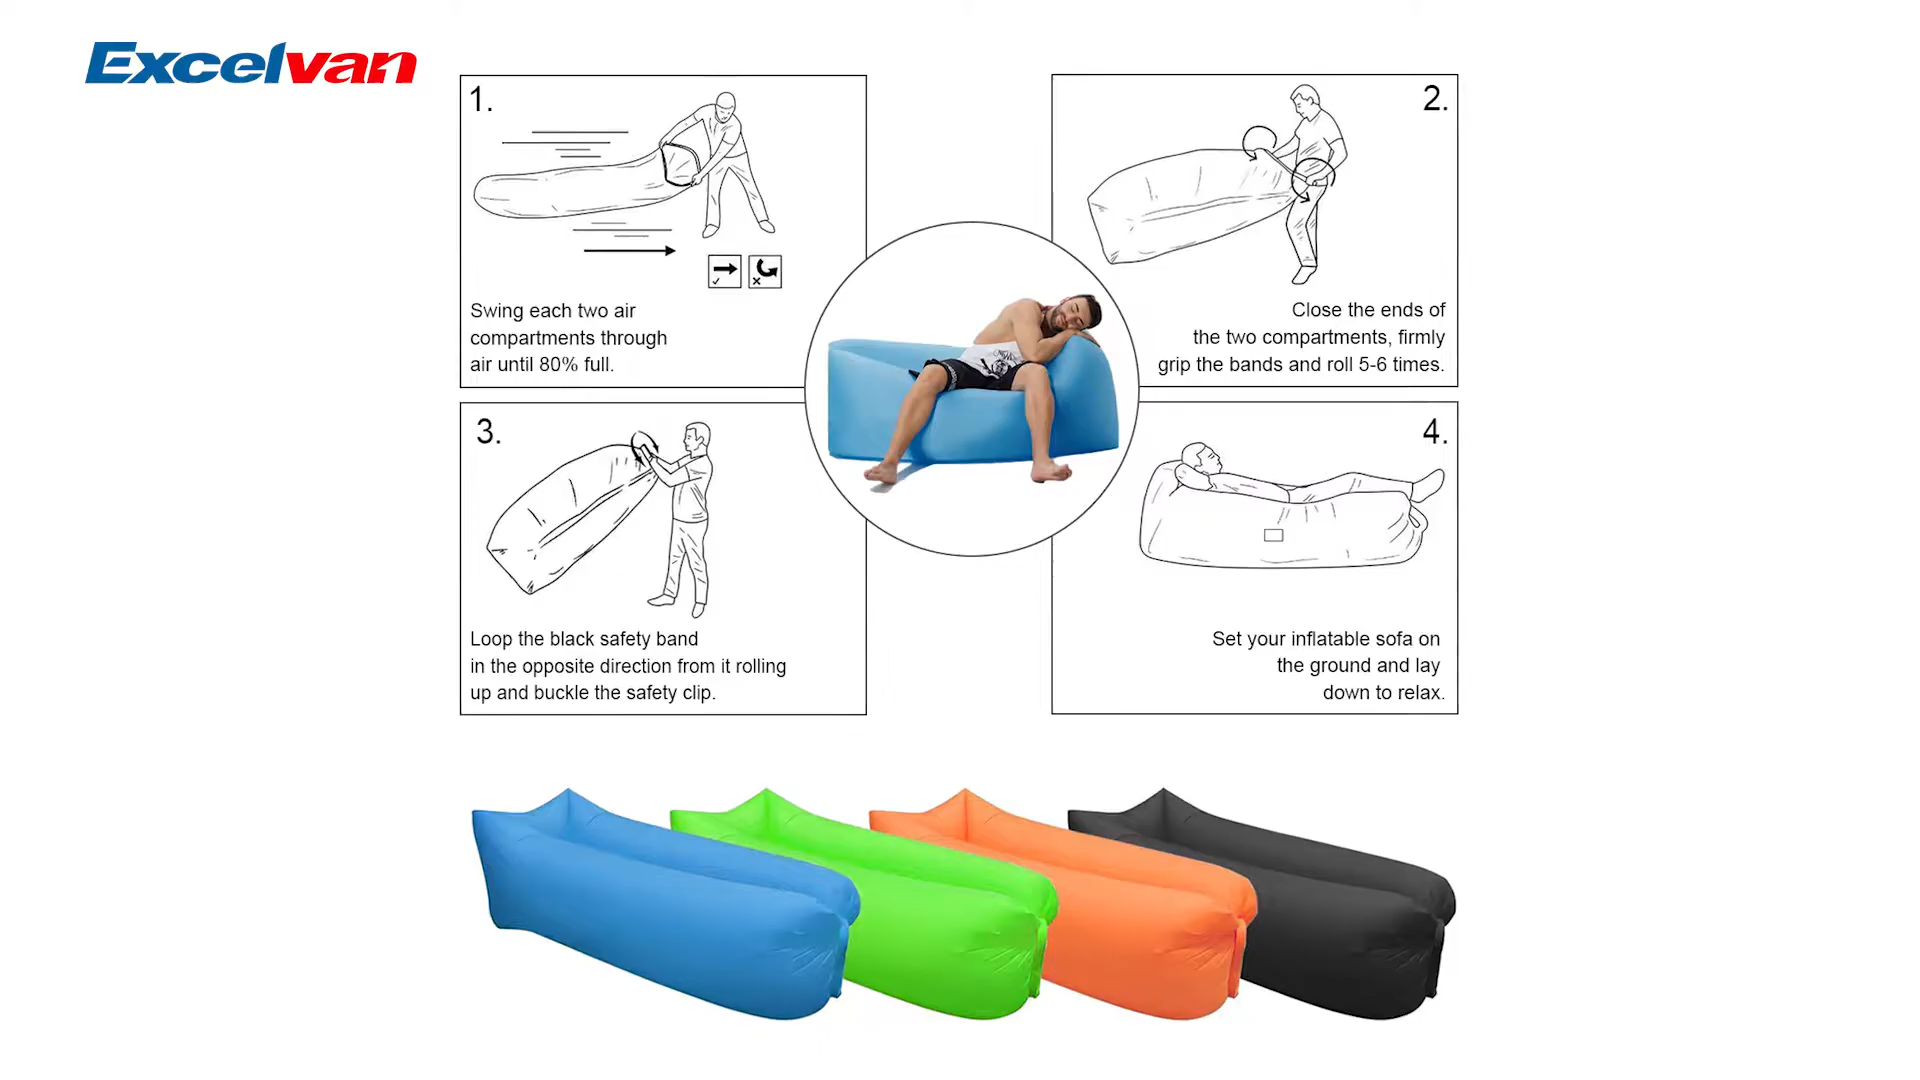 Excelvan
1.
Swing each two air
compartments through
air until 80% full.
2.
Close the ends of
the two compartments, firmly
grip the bands and roll 5-6 times.
3.
Loop the black safety band
in the opposite direction from it rolling
up and buckle the safety clip.
4.
Set your inflatable sofa on
the ground and lay
down to relax.